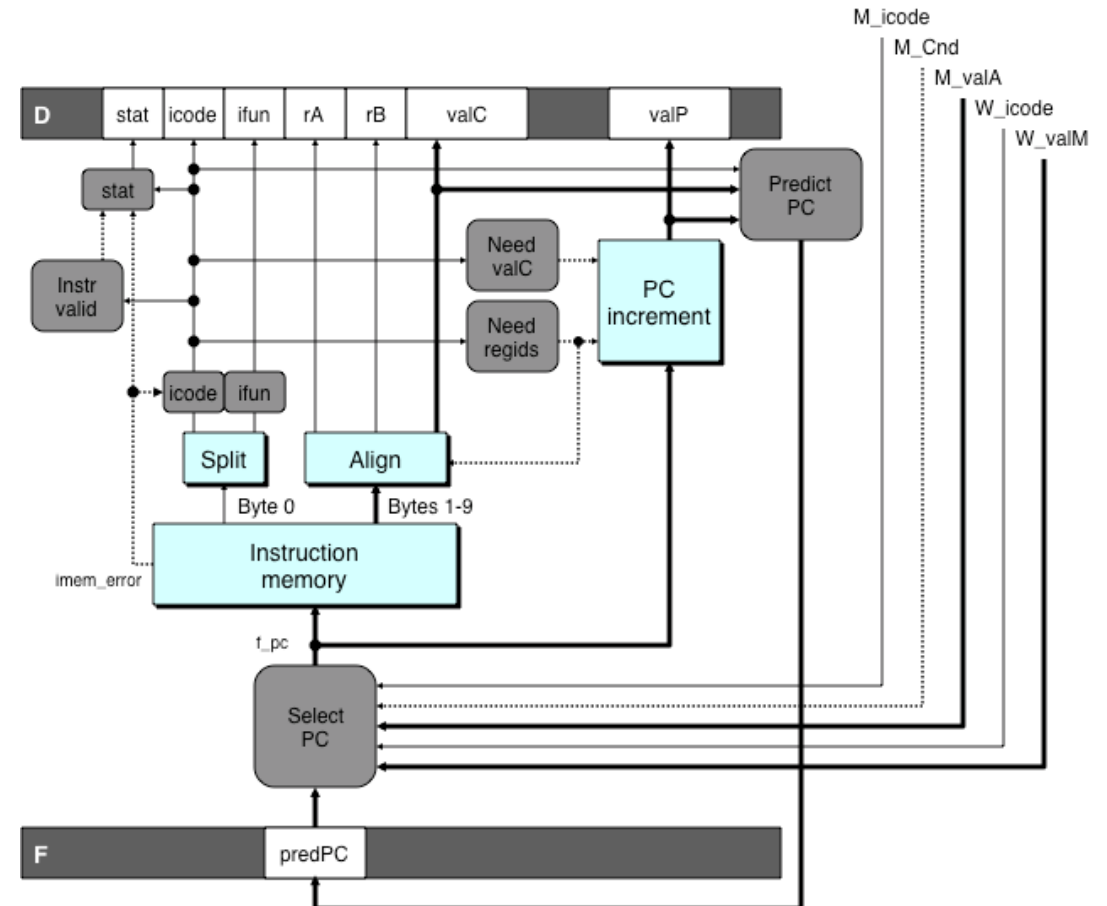 M_icode
M_Cnd
M_valA
W_icode
W_valM
D
stat
icode
ifun
rA
rB
valC
valP
stat
Predict
PC
Need
valC
Instr
valid
PC
increment
Need
regids
icode
ifun
Split
Align
Byte 0
Bytes 1-9
Instruction
memory
imem_error
f_pc
Select
PC
F
predPC